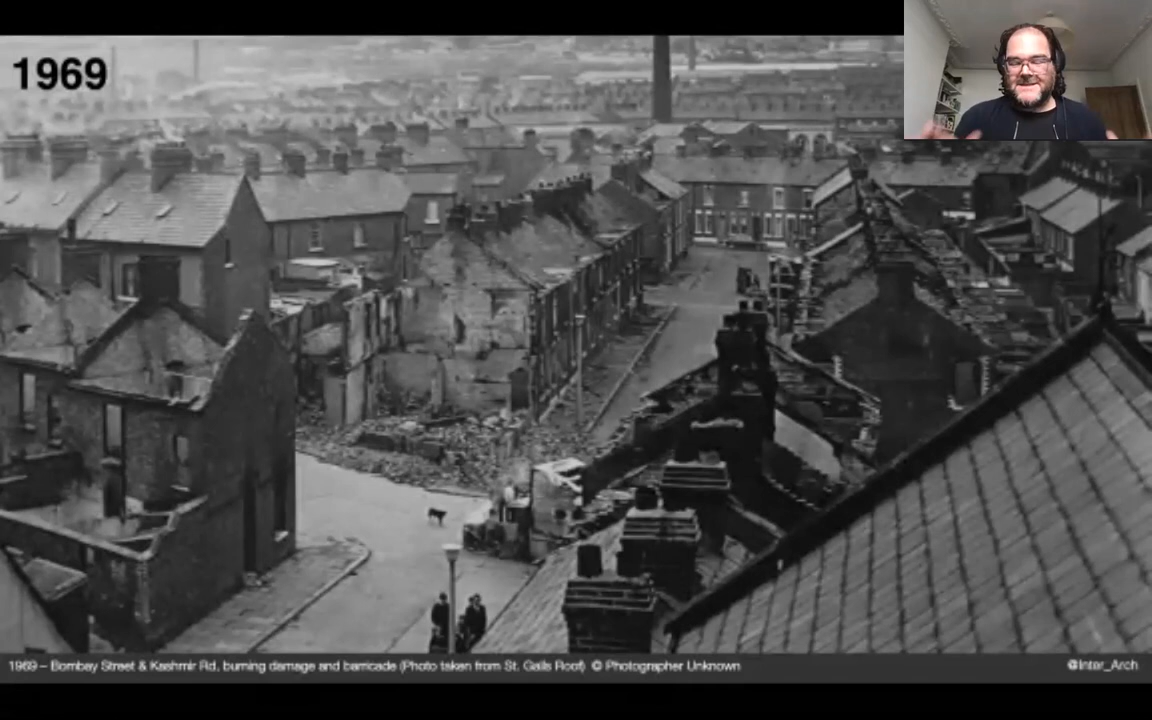 1969
1969 – Bombay Street & Kashmir Rd, burning damage and barricade (Photo taken from St. Galls Roof) © Photographer Unknown
@Inter_Arch